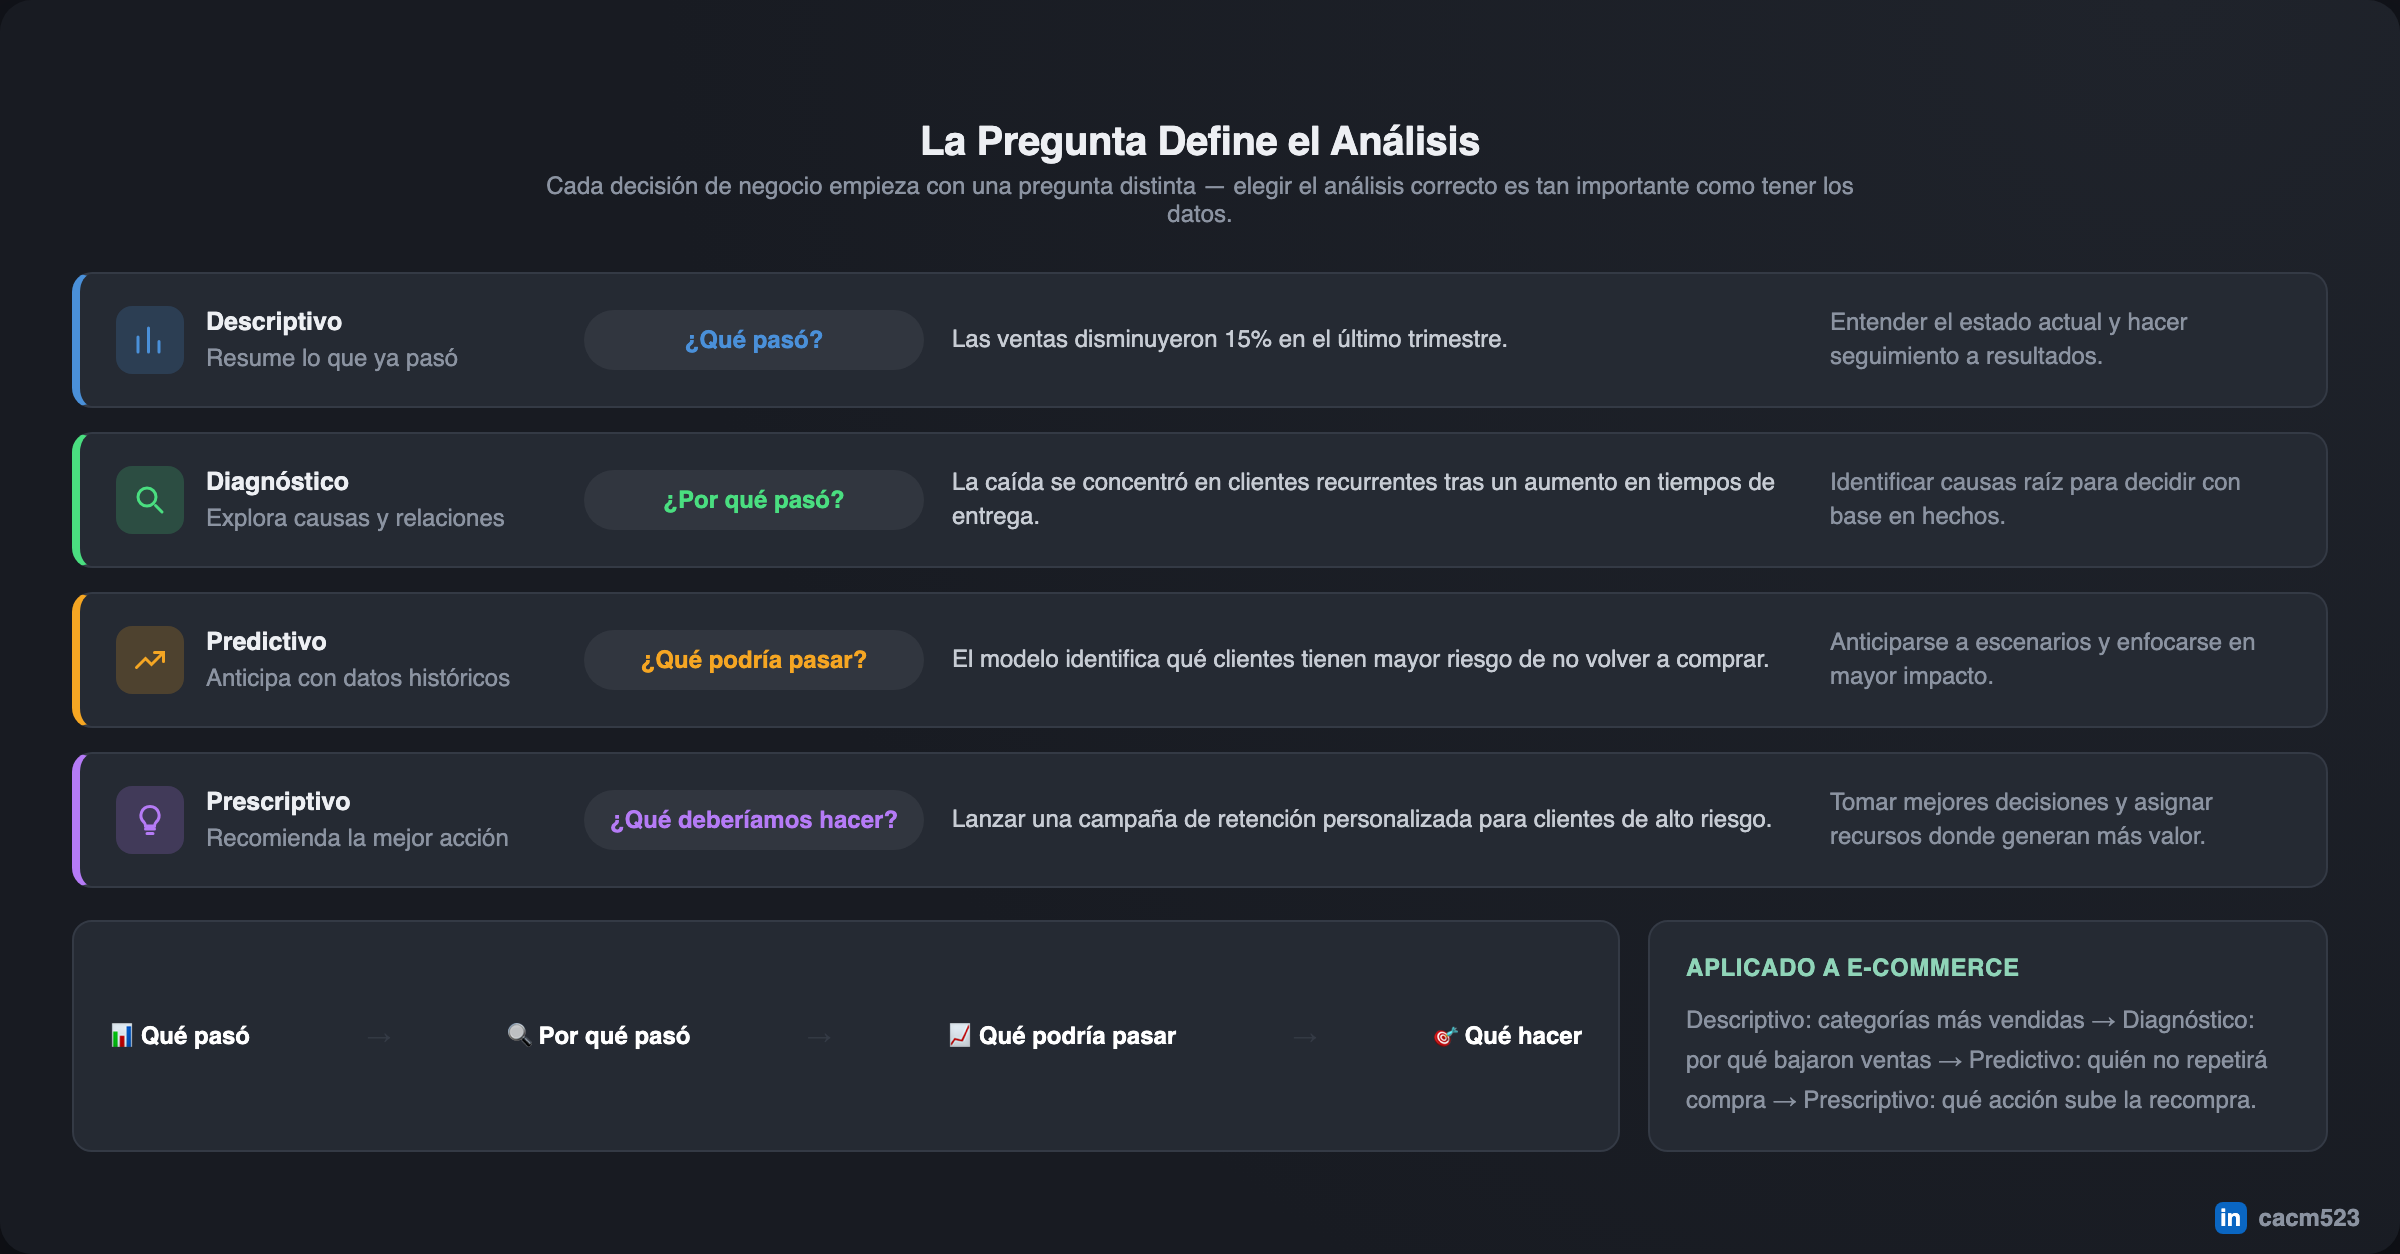 La Pregunta Define el Análisis
Cada decisión de negocio empieza con una pregunta distinta — elegir el análisis correcto es tan importante como tener los
datos.
Descriptivo
Resume lo que ya pasó
¿Qué pasó?
Las ventas disminuyeron 15% en el último trimestre.
Entender el estado actual y hacer
seguimiento a resultados.
Diagnóstico
Explora causas y relaciones
¿Por qué pasó?
La caída se concentró en clientes recurrentes tras un aumento en tiempos de
entrega.
Identificar causas raíz para decidir con
base en hechos.
Predictivo
Anticipa con datos históricos
¿Qué podría pasar?
El modelo identifica qué clientes tienen mayor riesgo de no volver a comprar.
Anticiparse a escenarios y enfocarse en
mayor impacto.
Prescriptivo
Recomienda la mejor acción
¿Qué deberíamos hacer?
Lanzar una campaña de retención personalizada para clientes de alto riesgo.
Tomar mejores decisiones y asignar
recursos donde generan más valor.
📊 Qué pasó → 🔍 Por qué pasó → 📈 Qué podría pasar → 🎯 Qué hacer
APLICADO A E-COMMERCE
Descriptivo: categorías más vendidas → Diagnóstico:
por qué bajaron ventas → Predictivo: quién no repetirá
compra → Prescriptivo: qué acción sube la recompra.
in cacm523